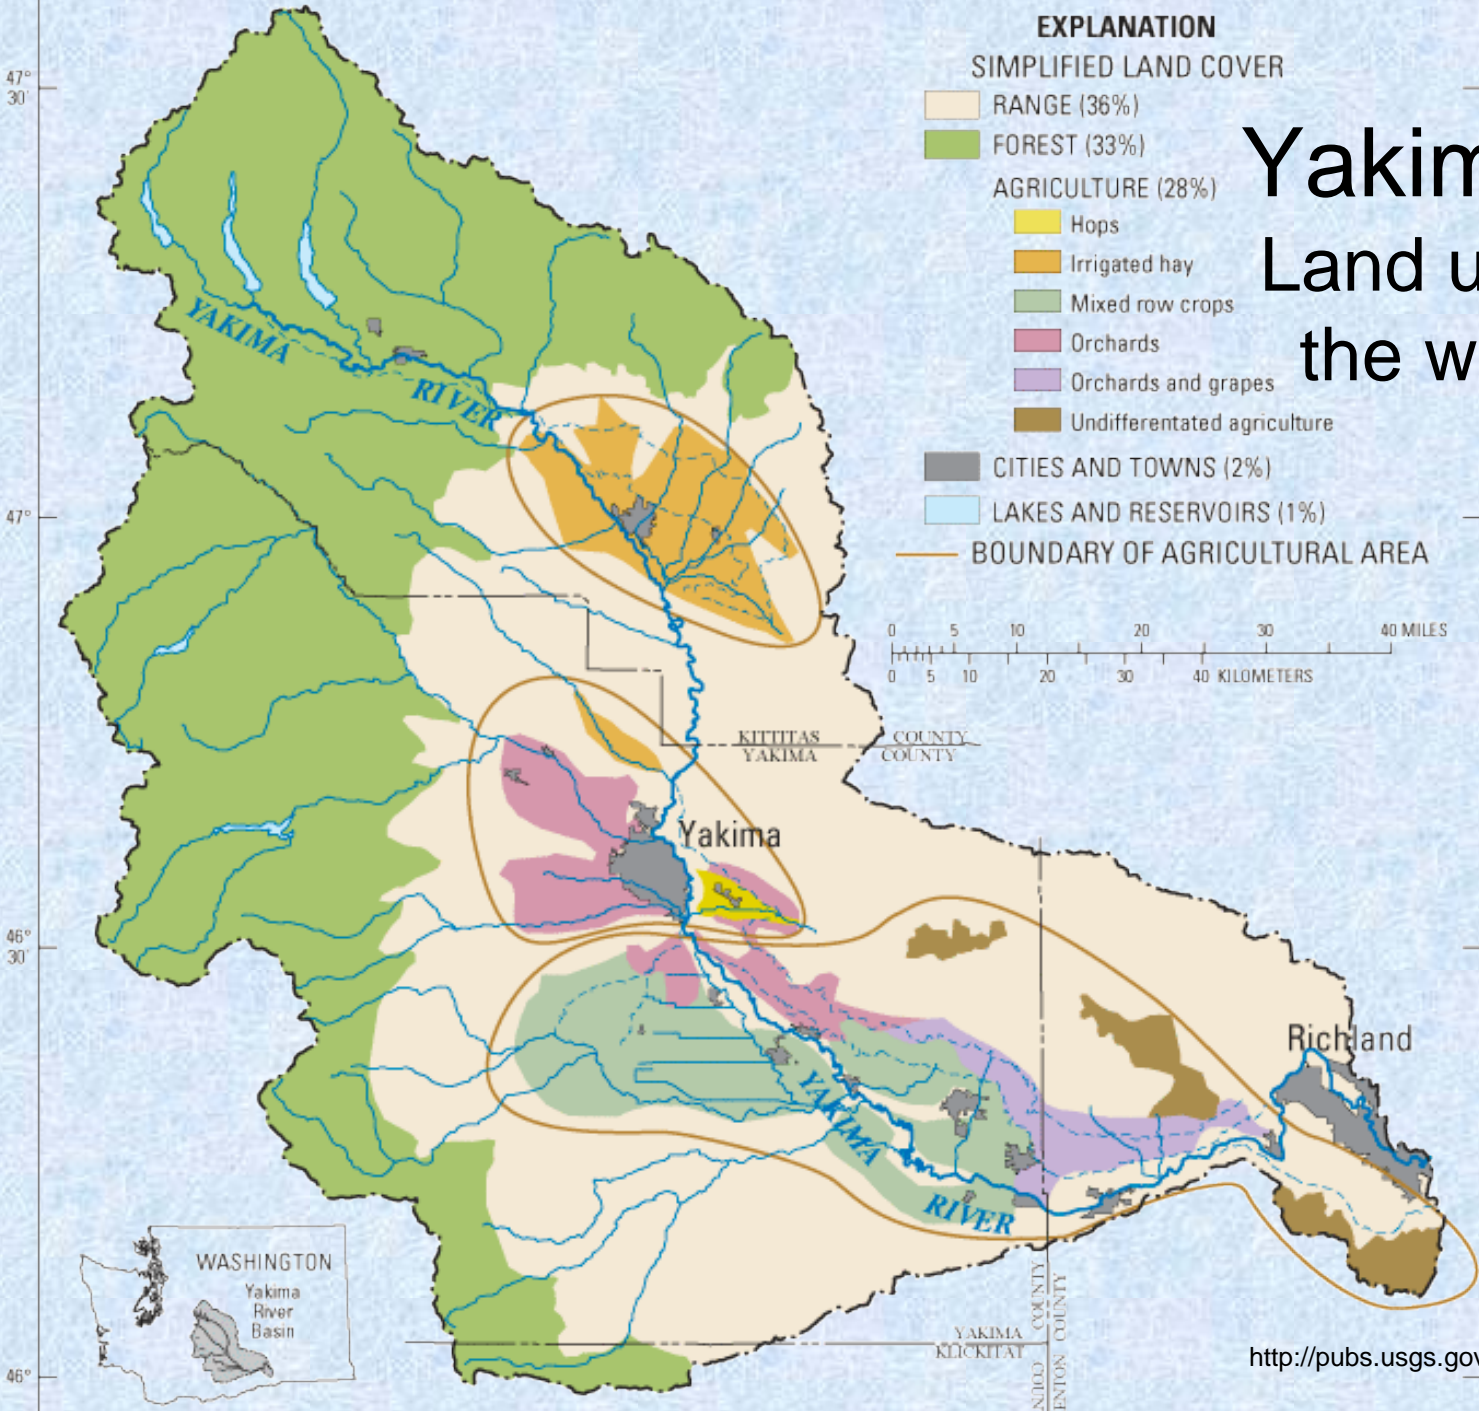 EXPLANATION
SIMPLIFIED LAND COVER
RANGE (36%)
FOREST (33%)
AGRICULTURE (28%)
Hops
Irrigated hay
Mixed row crops
Orchards
Orchards and grapes
Undifferentated agriculture
CITIES AND TOWNS (2%)
LAKES AND RESERVOIRS (1%)
BOUNDARY OF AGRICULTURAL AREA
Yakim
Land u
the w
0 5 10 20 30 40 MILES
0 5 10 20 30 40 KILOMETERS
47°
30'
47°
46°
30'
46°
YAKIMA
RIVER
KITTITAS COUNTY
YAKIMA COUNTY
Yakima
Richland
YAKIMA
RIVER
WASHINGTON
Yakima
River
Basin
YAKIMA
KLICKITAT
COUNTY
COUNTY
ENTON COUNTY
http://pubs.usgs.gov